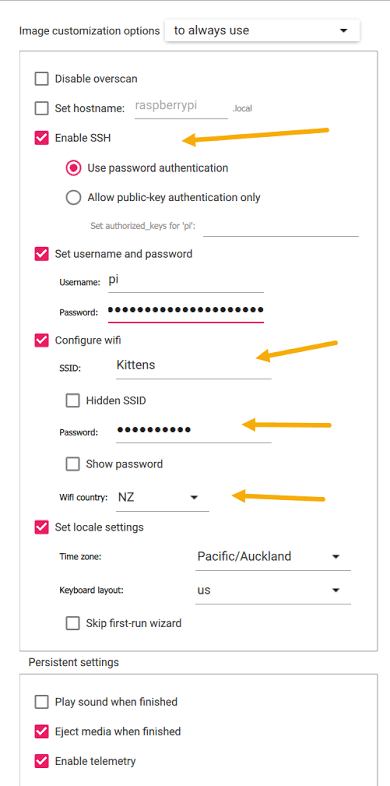 Image customization options to always use
Disable overscan
Set hostname: raspberrypi .local
Enable SSH
Use password authentication
Allow public-key authentication only
Set authorized_keys for 'pi':
Set username and password
Username: pi
Password: ●●●●●●●●●●●●●●●●●●●●●●
Configure wifi
SSID: Kittens
Hidden SSID
Password: ●●●●●●●●●●
Show password
Wifi country: NZ
Set locale settings
Time zone: Pacific/Auckland
Keyboard layout: us
Skip first-run wizard
Persistent settings
Play sound when finished
Eject media when finished
Enable telemetry